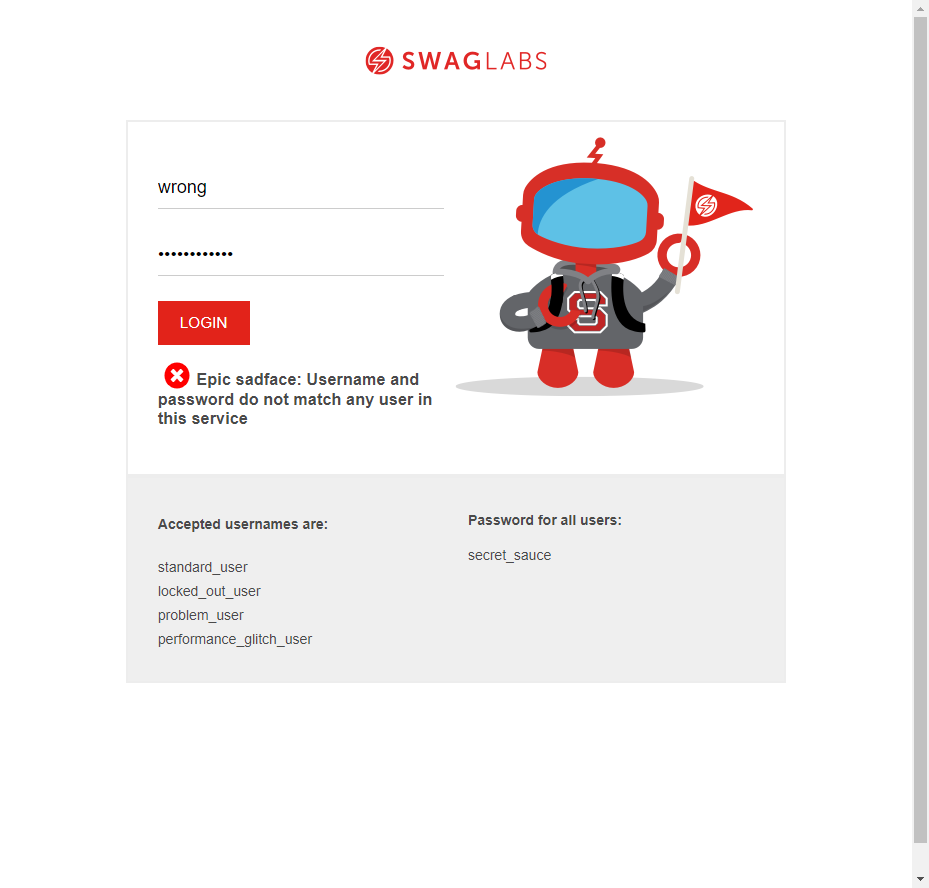 SWAGLABS
wrong
••••••••••••
LOGIN
Epic sadface: Username and
password do not match any user in
this service
S
Accepted usernames are:
standard_user
locked_out_user
problem_user
performance_glitch_user
Password for all users:
secret_sauce